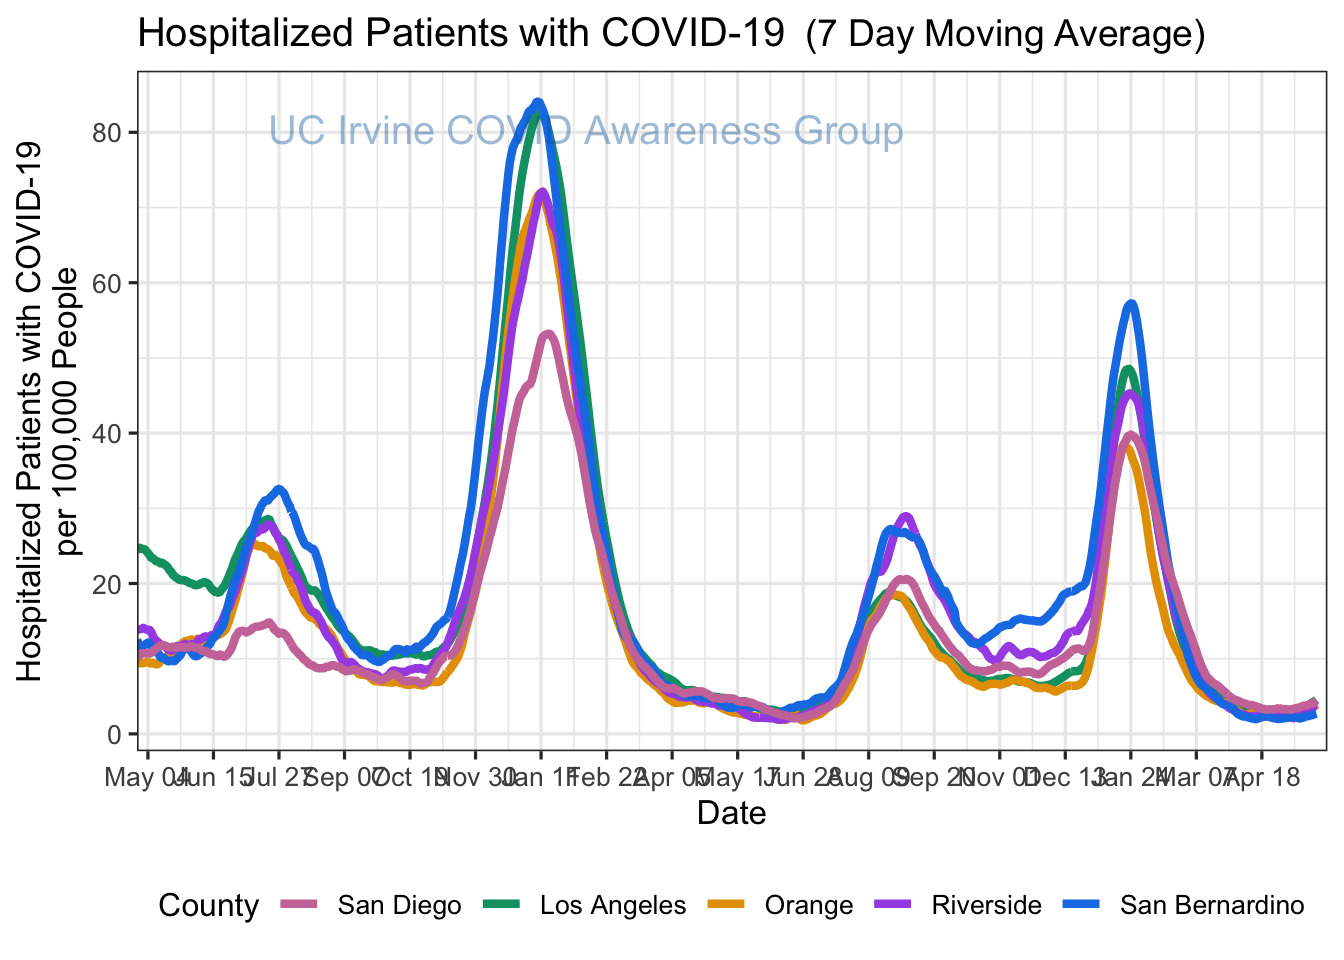 Hospitalized Patients with COVID-19 (7 Day Moving Average)
UC Irvine COVID Awareness Group
Hospitalized Patients with COVID-19
per 100,000 People
80
60
40
20
0
May 04 Jun 15 Jul 27 Sep 07 Oct 19 Nov 30 Jan 11 Feb 22 Apr 05 May 17 Jun 28 Aug 09 Sep 20 Nov 01 Dec 13 Jan 24 Mar 07 Apr 18
Date
County San Diego Los Angeles Orange Riverside San Bernardino